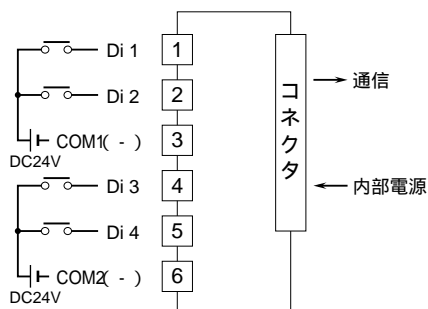 Di 1 1
Di 2 2
COM1( - ) 3
DC24V
Di 3 4
Di 4 5
COM2( - ) 6
DC24V
コネクタ
通信
内部電源